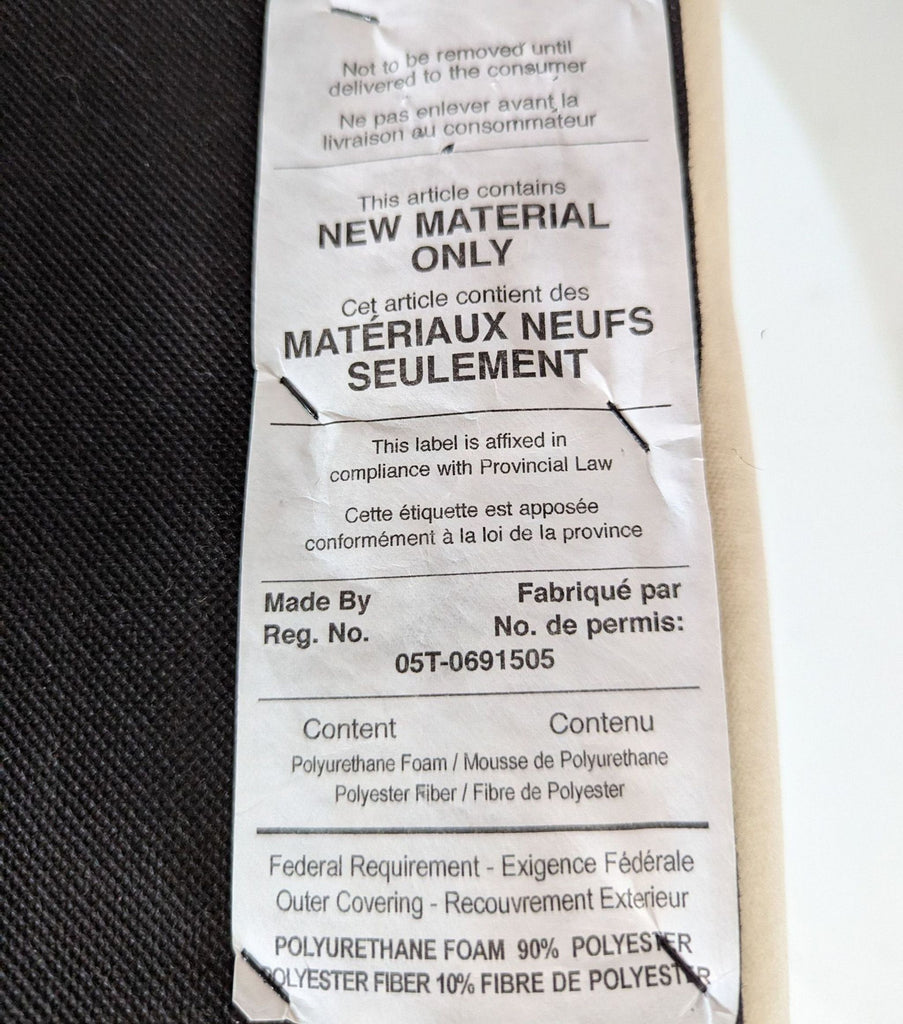 Not to be removed until
delivered to the consumer
Ne pas enlever avant la
livraison au consommateur
This article contains
NEW MATERIAL
ONLY
Cet article contient des
MATÉRIAUX NEUFS
SEULEMENT
This label is affixed in
compliance with Provincial Law
Cette étiquette est apposée
conformément à la loi de la province
Made By Fabriqué par
Reg. No. No. de permis:
05T-0691505
Content Contenu
Polyurethane Foam / Mousse de Polyurethane
Polyester Fiber / Fibre de Polyester
Federal Requirement - Exigence Fédérale
Outer Covering - Recouvrement Exterieur
POLYURETHANE FOAM 90% POLYESTER
POLYESTER FIBER 10% FIBRE DE POLYESTER